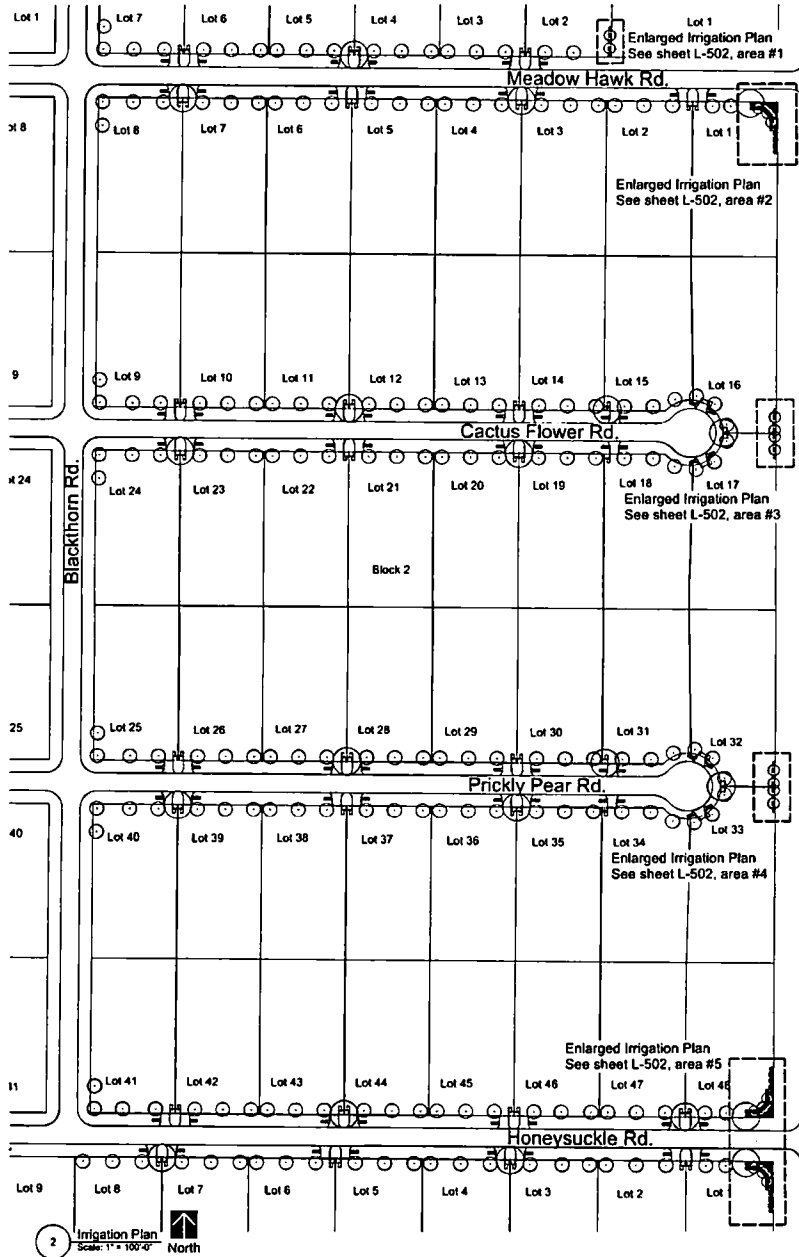 Lot 1
Lot 7
Lot 6
Lot 5
Lot 4
Lot 3
Lot 2
Lot 1
Enlarged Irrigation Plan
See sheet L-502, area #1
Meadow Hawk Rd.
ot 8
Lot 8
Lot 7
Lot 6
Lot 5
Lot 4
Lot 3
Lot 2
Lot 1
Enlarged Irrigation Plan
See sheet L-502, area #2
9
Lot 9
Lot 10
Lot 11
Lot 12
Lot 13
Lot 14
Lot 15
Lot 16
Cactus Flower Rd.
Blackthorn Rd.
24
Lot 24
Lot 23
Lot 22
Lot 21
Lot 20
Lot 19
Lot 18
Lot 17
Enlarged Irrigation Plan
See sheet L-502, area #3
Block 2
25
Lot 25
Lot 26
Lot 27
Lot 28
Lot 29
Lot 30
Lot 31
Lot 32
Prickly Pear Rd.
40
Lot 40
Lot 39
Lot 38
Lot 37
Lot 36
Lot 35
Lot 34
Lot 33
Enlarged Irrigation Plan
See sheet L-502, area #4
Enlarged Irrigation Plan
See sheet L-502, area #5
Lot 41
Lot 42
Lot 43
Lot 44
Lot 45
Lot 46
Lot 47
Lot 48
Honeysuckle Rd.
Lot 9
Lot 8
Lot 7
Lot 6
Lot 5
Lot 4
Lot 3
Lot 2
Lot
2
Irrigation Plan
Scale: 1" = 100'-0"
North